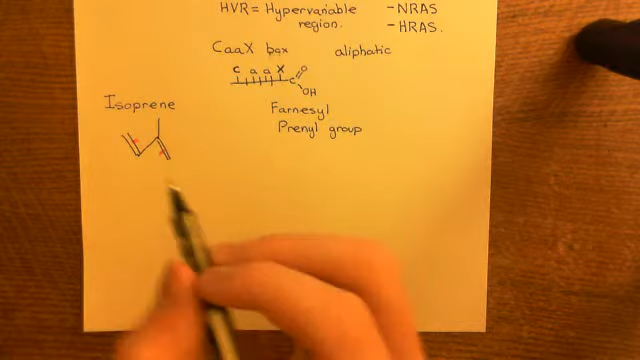 HVR = Hypervariable region.
- NRAS
- HRAS.
CaaX box aliphatic
C a a X
C O
OH
Isoprene
Farnesyl
Prenyl group